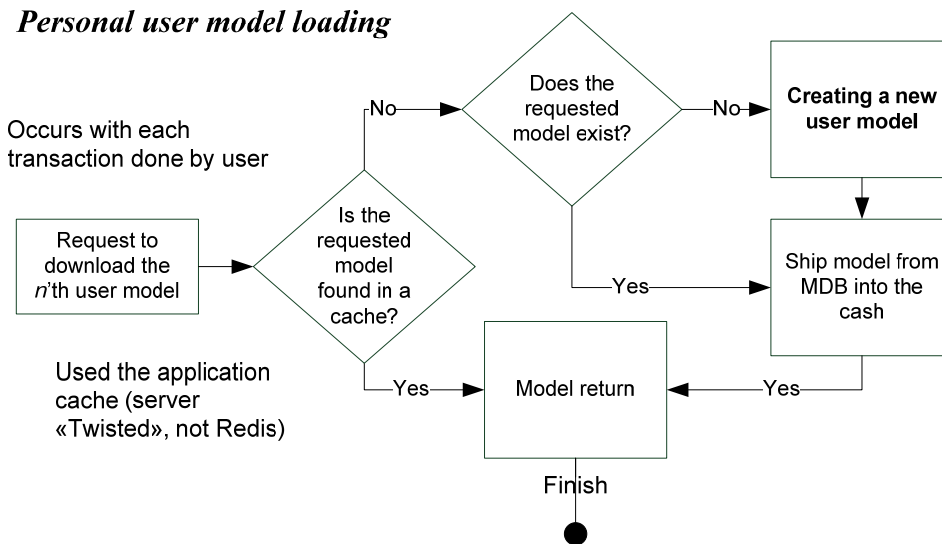 Personal user model loading
Occurs with each
transaction done by user
Request to
download the
n'th user model
Is the
requested
model
found in a
cache?
No
Does the
requested
model exist?
No
Creating a new
user model
Yes
Ship model from
MDB into the
cash
Used the application
cache (server
«Twisted», not Redis)
Yes
Model return
Yes
Finish